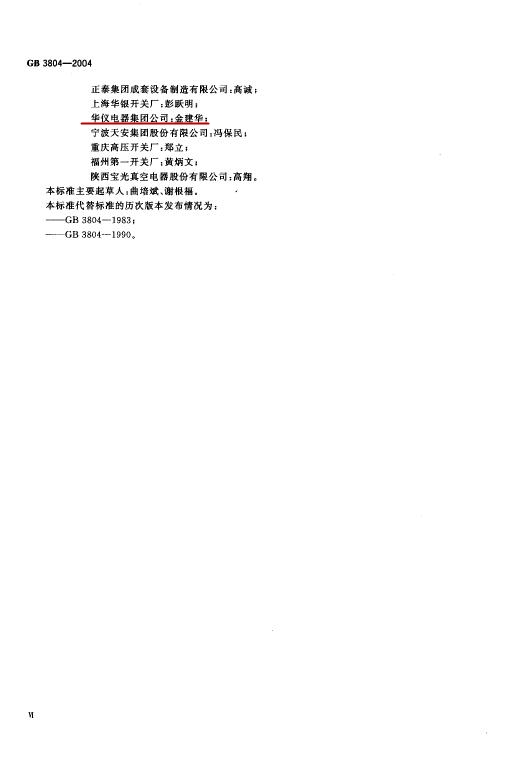 GB 3804—2004
正泰集团成套设备制造有限公司:高诚;
上海华银开关厂:彭跃明;
华仪电器集团公司:金建华;
宁波天安集团股份有限公司:冯保民;
重庆高压开关厂:郑立;
福州第一开关厂:黄炳文;
陕西宝光真空电器股份有限公司:高翔。
本标准主要起草人:曲培斌、谢根福。
本标准代替标准的历次版本发布情况为:
——GB 3804—1983;
——GB 3804—1990。
Ⅵ